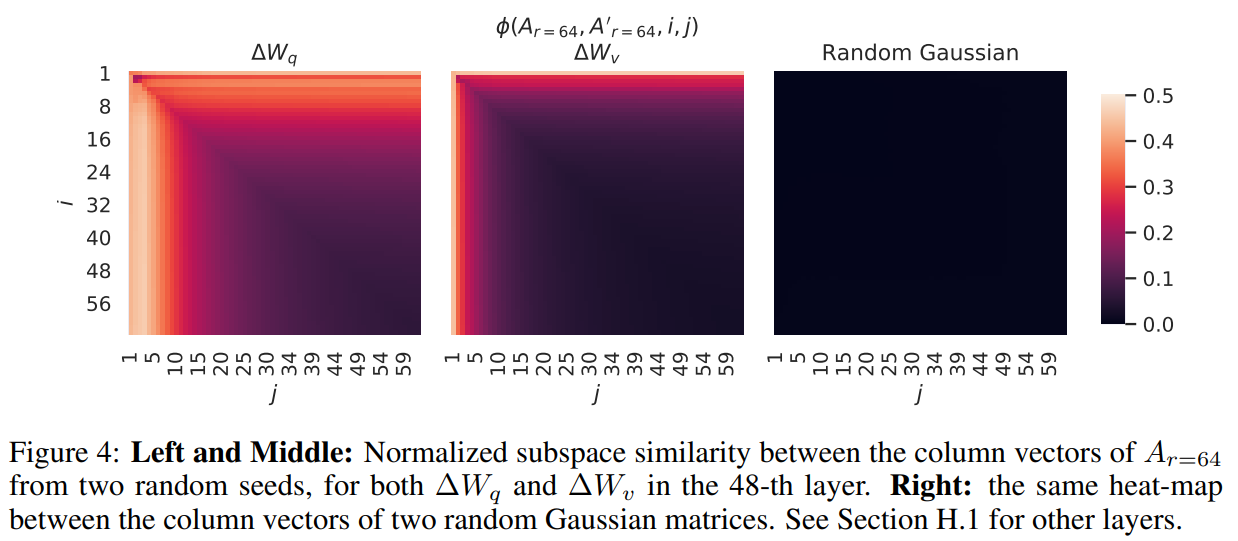 ϕ(A_{r=64}, A'_{r=64}, i, j)
ΔW_q
ΔW_v
Random Gaussian
1
8
16
24
32
40
48
56
i
1 5 10 15 20 25 30 34 39 44 49 54 59
j
1 5 10 15 20 25 30 34 39 44 49 54 59
j
1 5 10 15 20 25 30 34 39 44 49 54 59
j
0.5
0.4
0.3
0.2
0.1
0.0
Figure 4: Left and Middle: Normalized subspace similarity between the column vectors of A_{r=64}
from two random seeds, for both ΔW_q and ΔW_v in the 48-th layer. Right: the same heat-map
between the column vectors of two random Gaussian matrices. See Section H.1 for other layers.